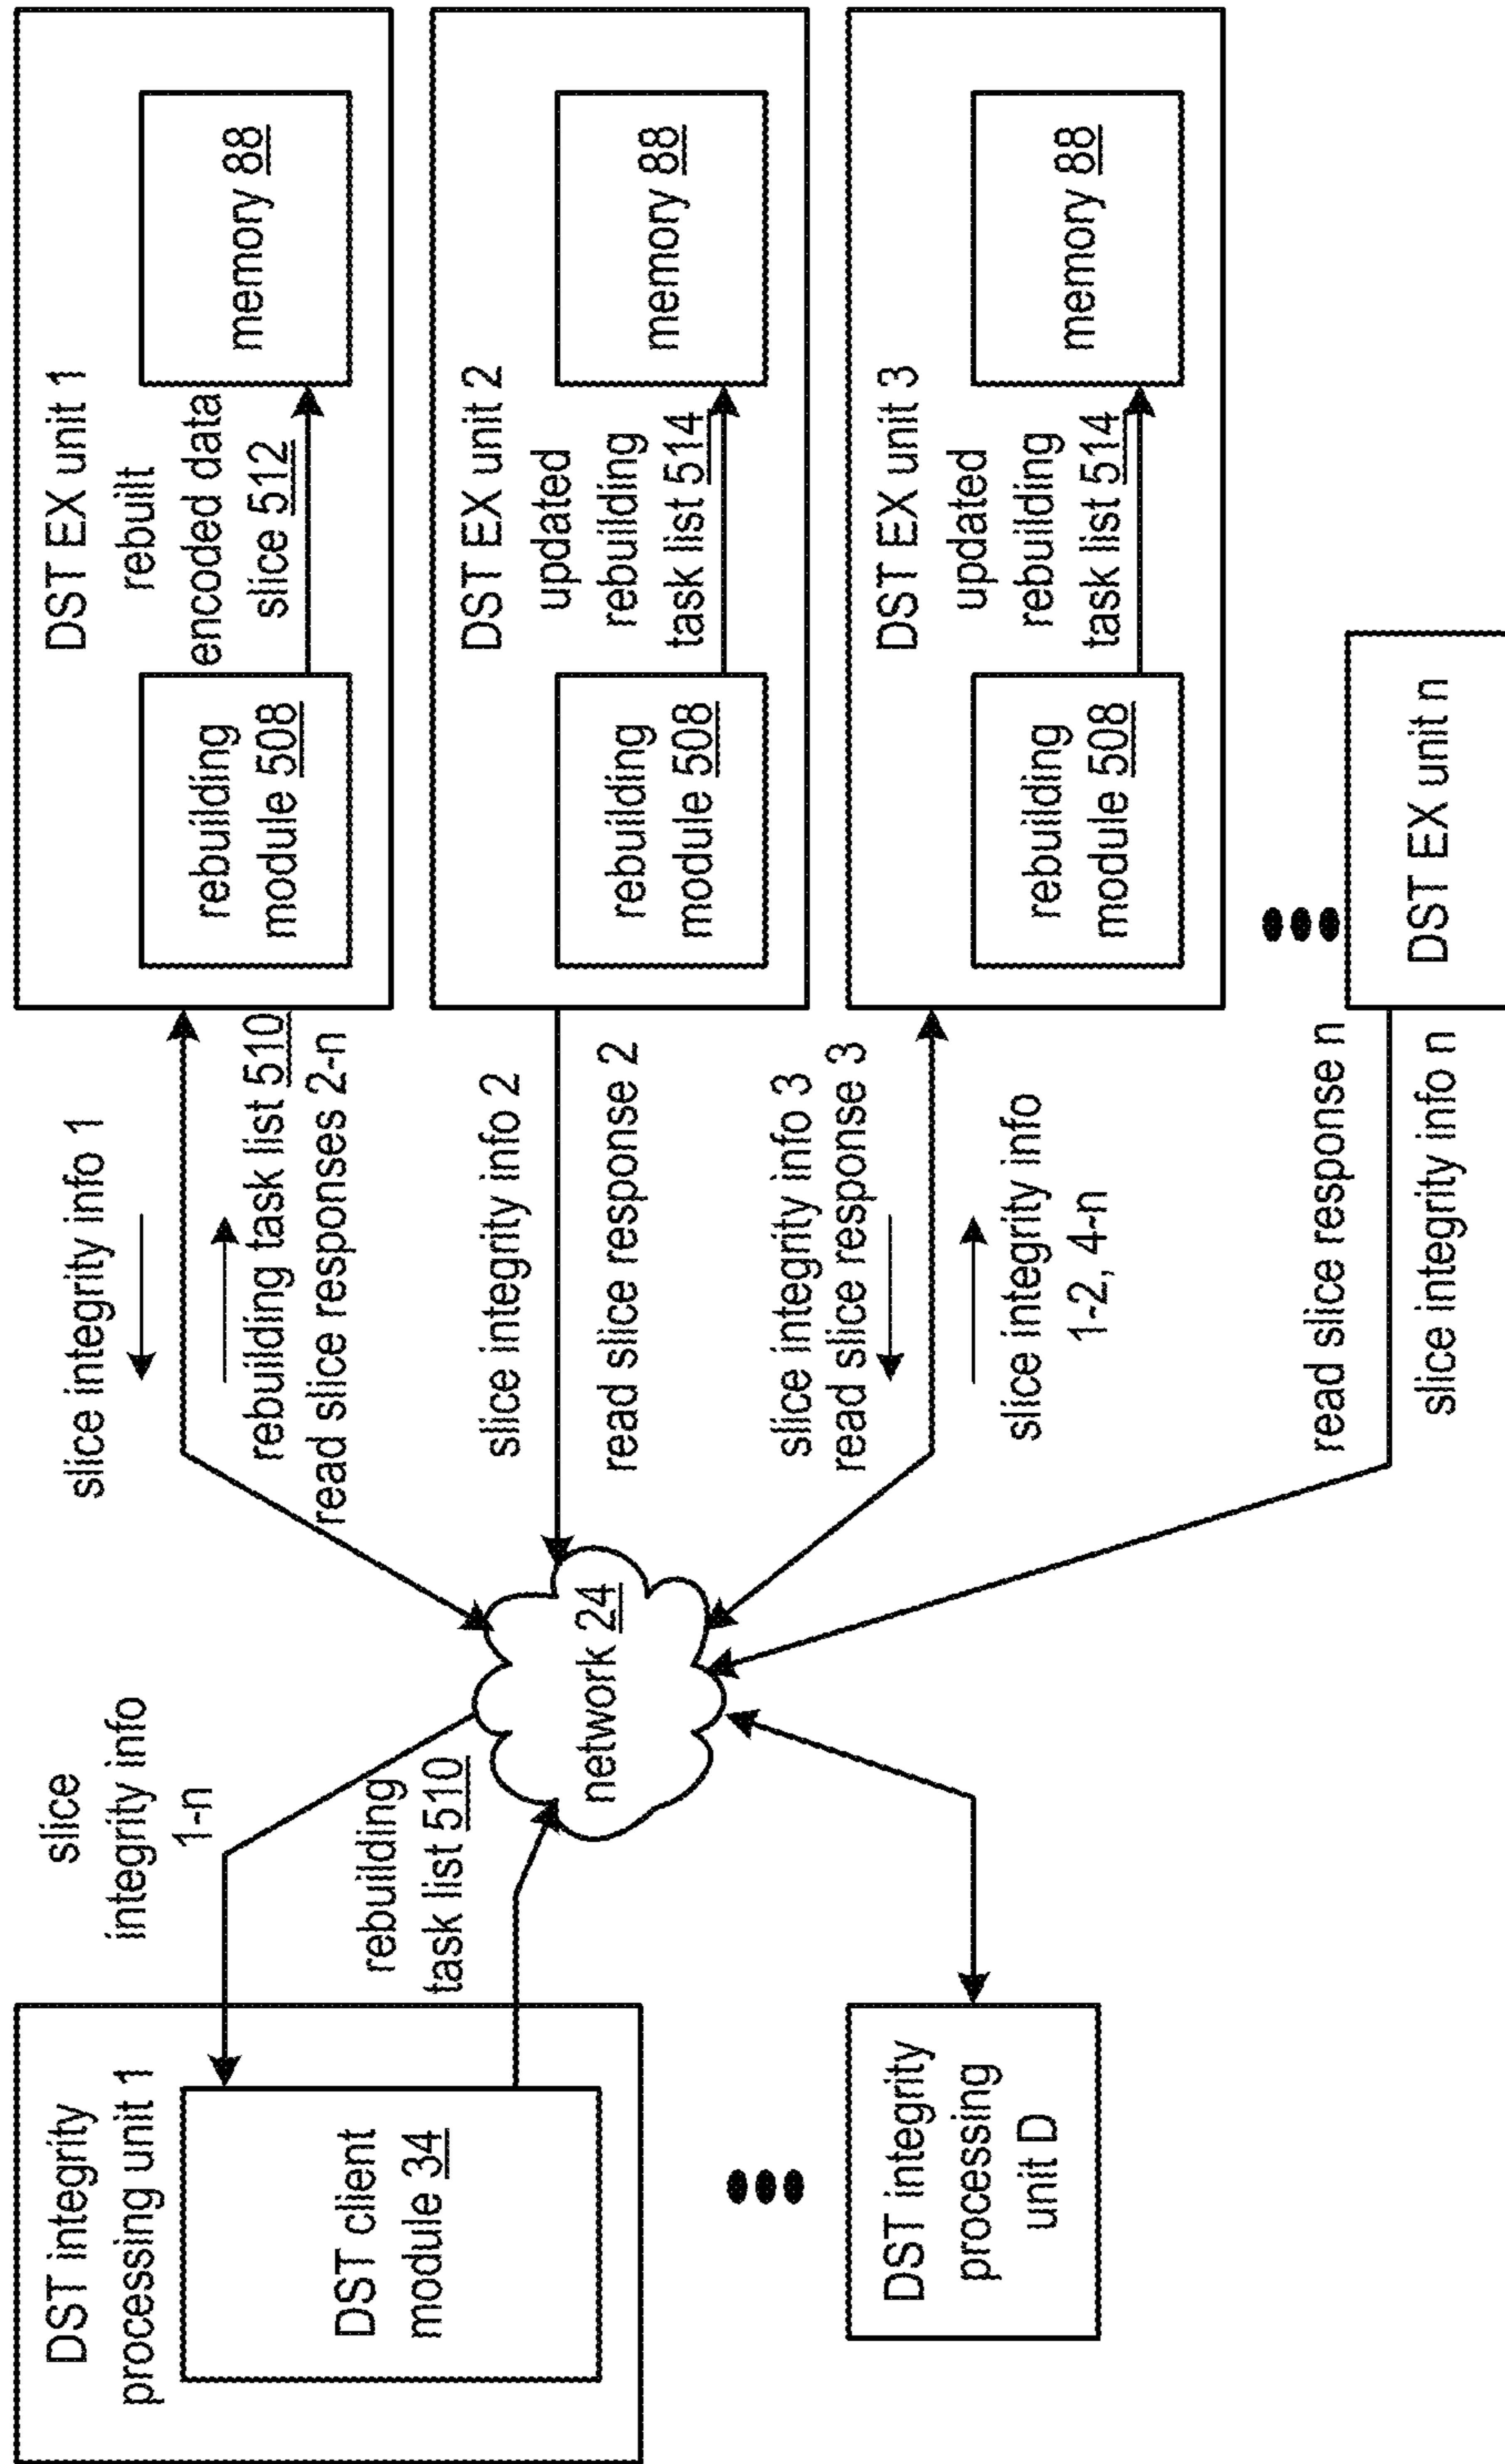 DST integrity
processing unit 1
DST client
module 34
DST integrity
processing
unit D
slice
integrity info
1-n
rebuilding
task list 510
network 24
slice integrity info 1
rebuilding task list 510
read slice responses 2-n
slice integrity info 2
read slice response 2
slice integrity info 3
read slice response 3
slice integrity info
1-2, 4-n
read slice response n
slice integrity info n
DST EX unit 1
rebuilding
module 508
rebuilt
encoded data
slice 512
memory 88
DST EX unit 2
rebuilding
module 508
updated
rebuilding
task list 514
memory 88
DST EX unit 3
rebuilding
module 508
updated
rebuilding
task list 514
memory 88
DST EX unit n